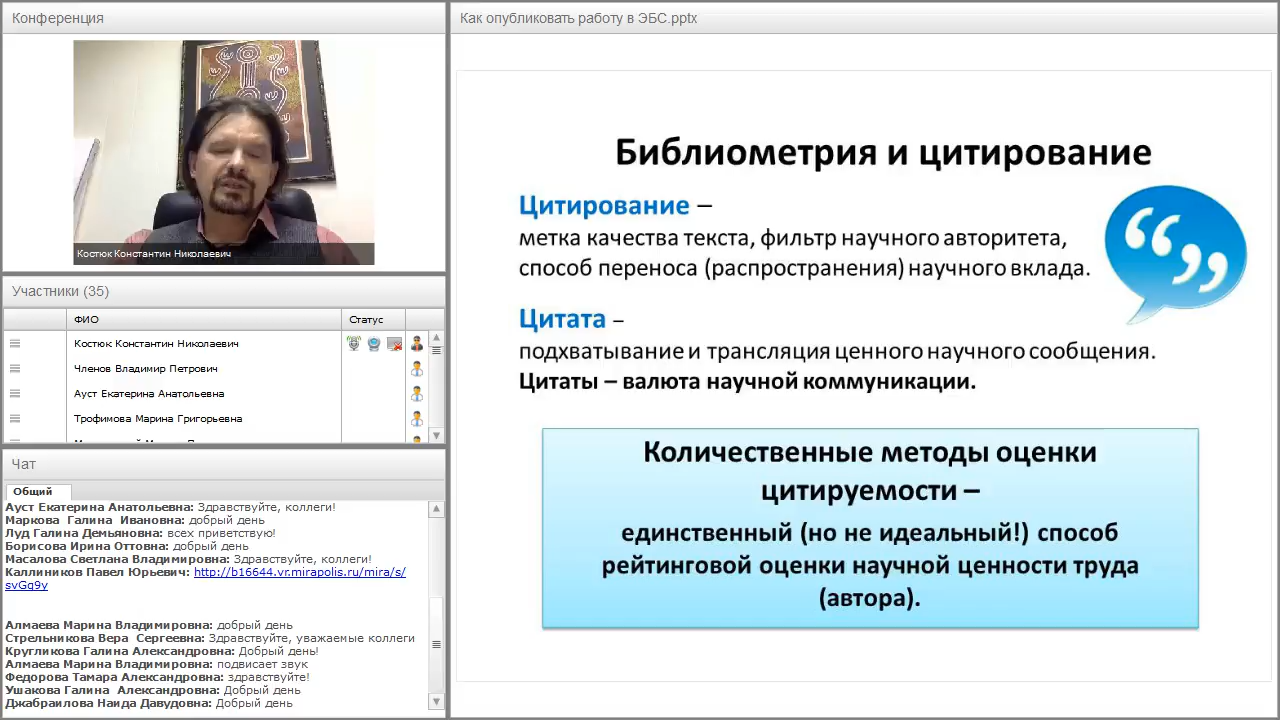 Конференция
Костюк Константин Николаевич
Участники (35)
ФИО
Статус
Костюк Константин Николаевич
Членов Владимир Петрович
Ауст Екатерина Анатольевна
Трофимова Марина Григорьевна
Чат
Общий
Ауст Екатерина Анатольевна: Здравствуйте, коллеги!
Маркова Галина Ивановна: добрый день
Луд Галина Демьяновна: всех приветствую!
Борисова Ирина Оттовна: добрый день
Масалова Светлана Владимировна: Здравствуйте, коллеги!
Каллиников Павел Юрьевич: http://b16644.vr.mirapolis.ru/mira/s/
svGq9y
Алмаева Марина Владимировна: добрый день
Стрельникова Вера Сергеевна: Здравствуйте, уважаемые коллеги
Кругликова Галина Александровна: Добрый день!
Алмаева Марина Владимировна: подвисает звук
Федорова Тамара Александровна: здравствуйте!
Ушакова Галина Александровна: Добрый день
Джабраилова Наида Давудовна: Добрый день
Как опубликовать работу в ЭБС.pptx
Библиометрия и цитирование
Цитирование –
метка качества текста, фильтр научного авторитета,
способ переноса (распространения) научного вклада.
Цитата –
подхватывание и трансляция ценного научного сообщения.
Цитаты – валюта научной коммуникации.
Количественные методы оценки
цитируемости –
единственный (но не идеальный!) способ
рейтинговой оценки научной ценности труда
(автора).